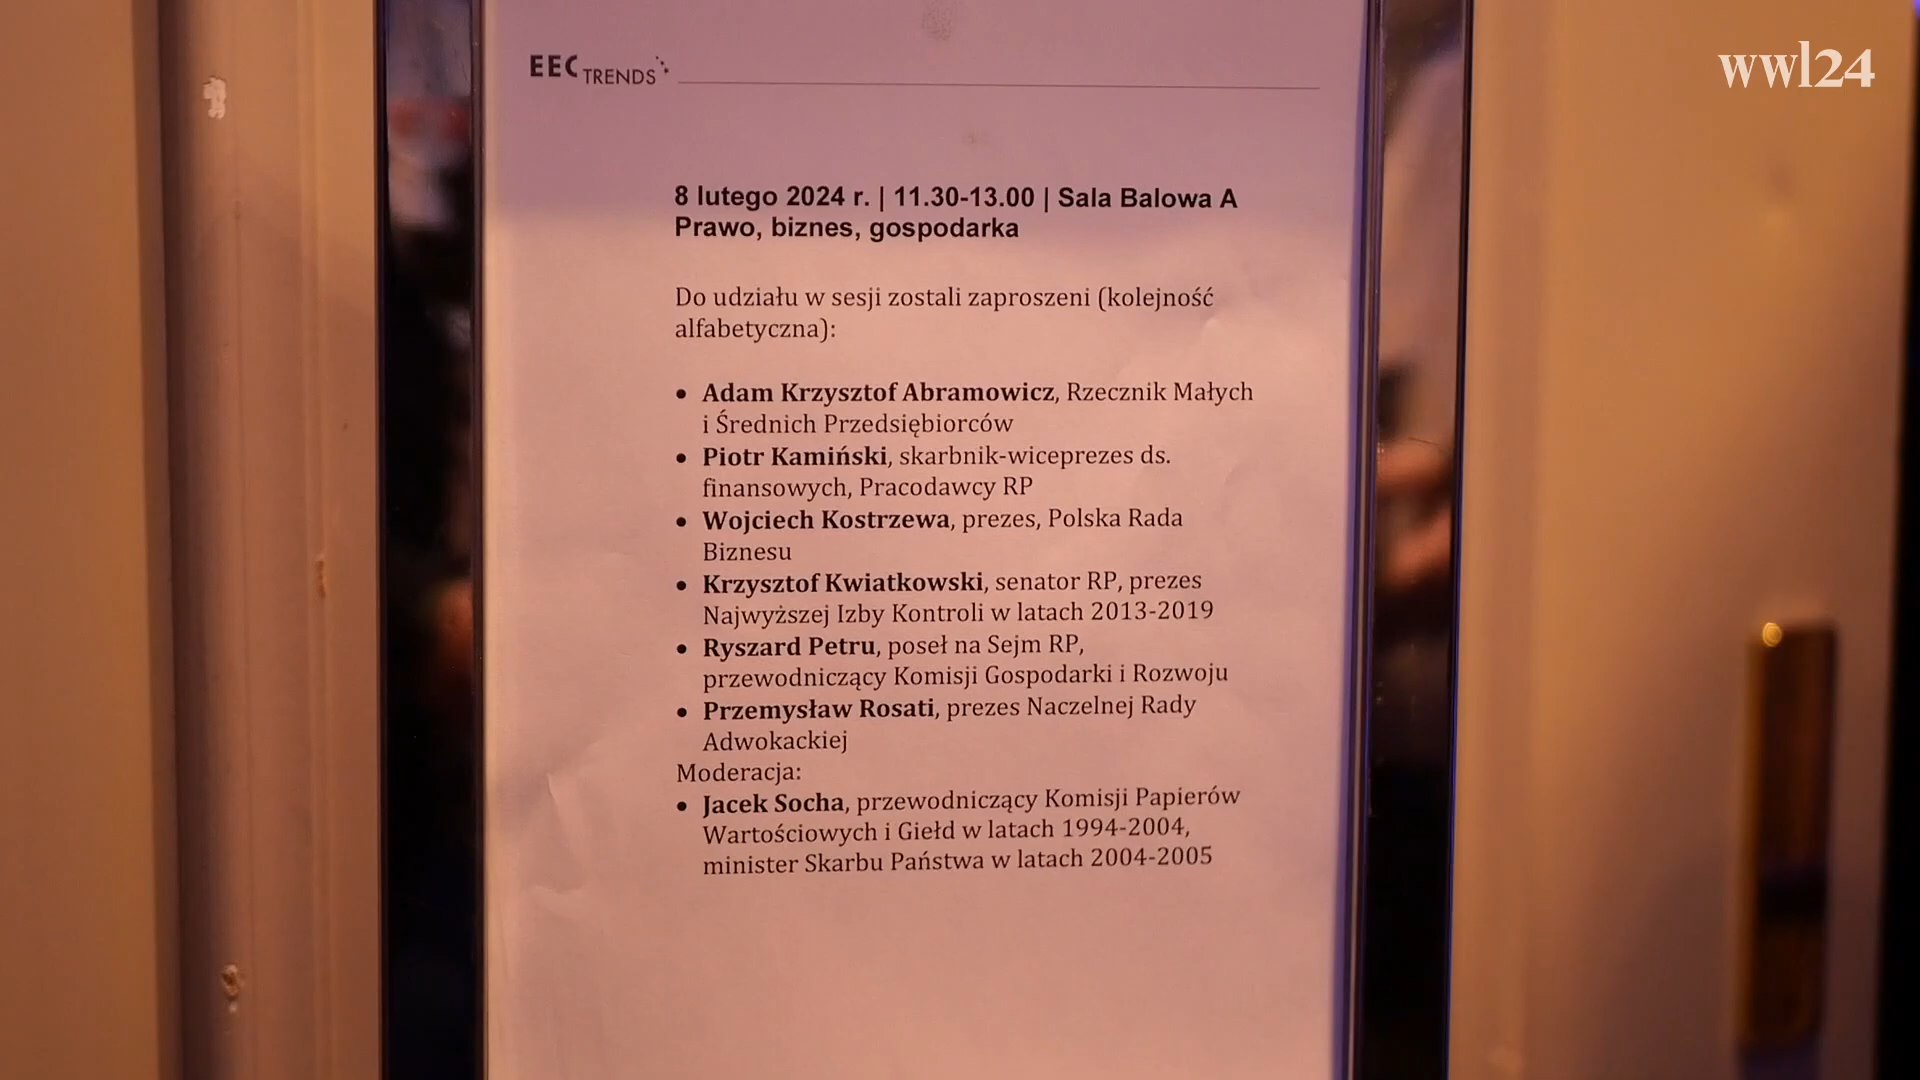 EEC TRENDS
wwl24
8 lutego 2024 r. | 11.30-13.00 | Sala Balowa A
Prawo, biznes, gospodarka
Do udziału w sesji zostali zaproszeni (kolejność
alfabetyczna):
• Adam Krzysztof Abramowicz, Rzecznik Małych
i Średnich Przedsiębiorców
• Piotr Kamiński, skarbnik-wiceprezes ds.
finansowych, Pracodawcy RP
• Wojciech Kostrzewa, prezes, Polska Rada
Biznesu
• Krzysztof Kwiatkowski, senator RP, prezes
Najwyższej Izby Kontroli w latach 2013-2019
• Ryszard Petru, poseł na Sejm RP,
przewodniczący Komisji Gospodarki i Rozwoju
• Przemysław Rosati, prezes Naczelnej Rady
Adwokackiej
Moderacja:
• Jacek Socha, przewodniczący Komisji Papierów
Wartościowych i Giełd w latach 1994-2004,
minister Skarbu Państwa w latach 2004-2005